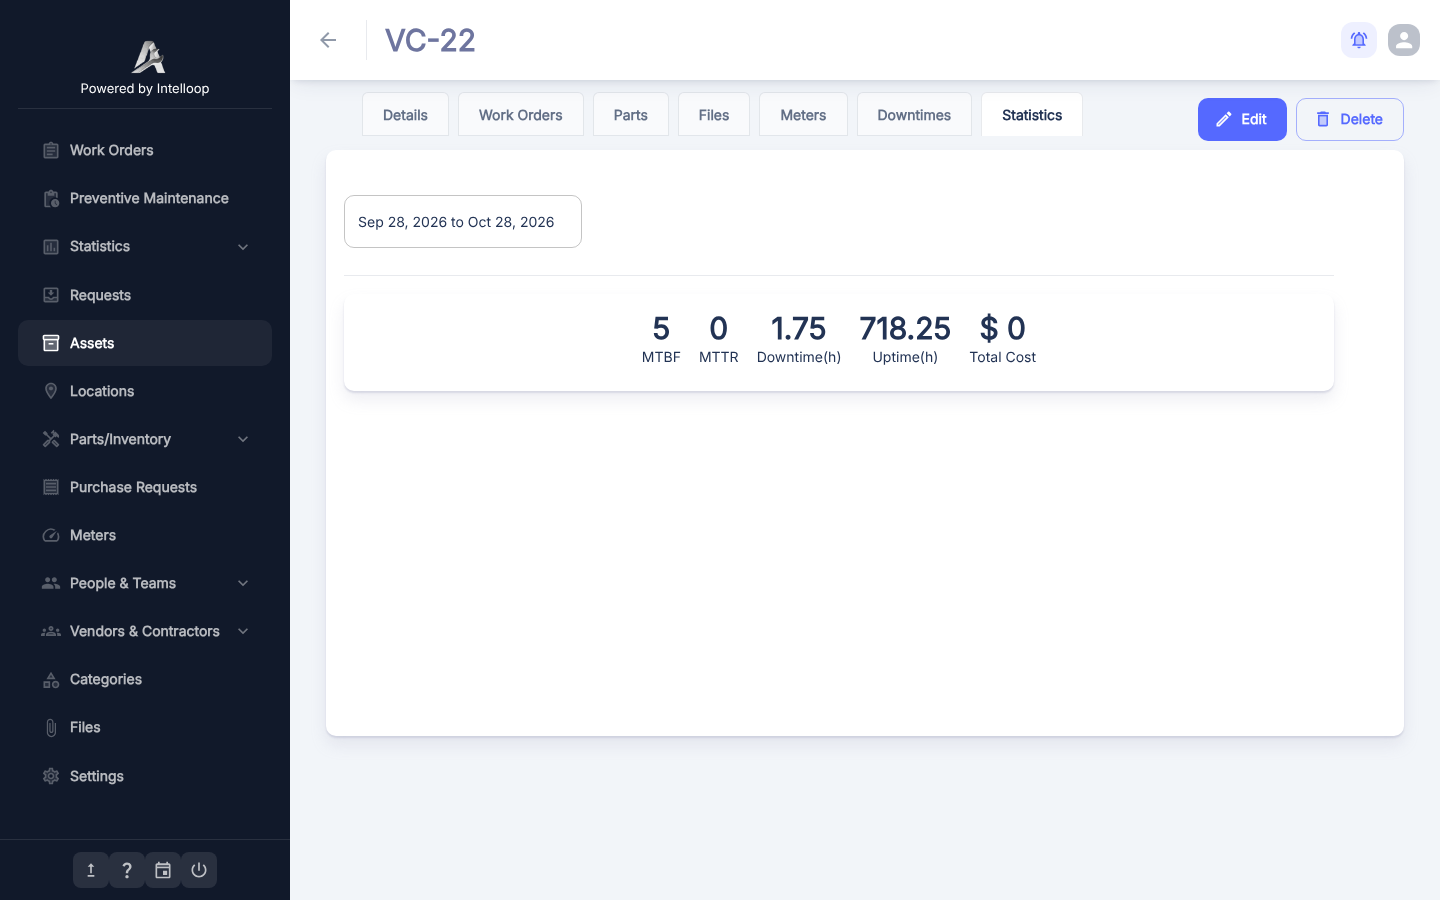 Powered by Intelloop
Work Orders
Preventive Maintenance
Statistics
Requests
Assets
Locations
Parts/Inventory
Purchase Requests
Meters
People & Teams
Vendors & Contractors
Categories
Files
Settings
VC-22
Details
Work Orders
Parts
Files
Meters
Downtimes
Statistics
Edit
Delete
Sep 28, 2026 to Oct 28, 2026
5 0 1.75 718.25 $ 0
MTBF MTTR Downtime(h) Uptime(h) Total Cost